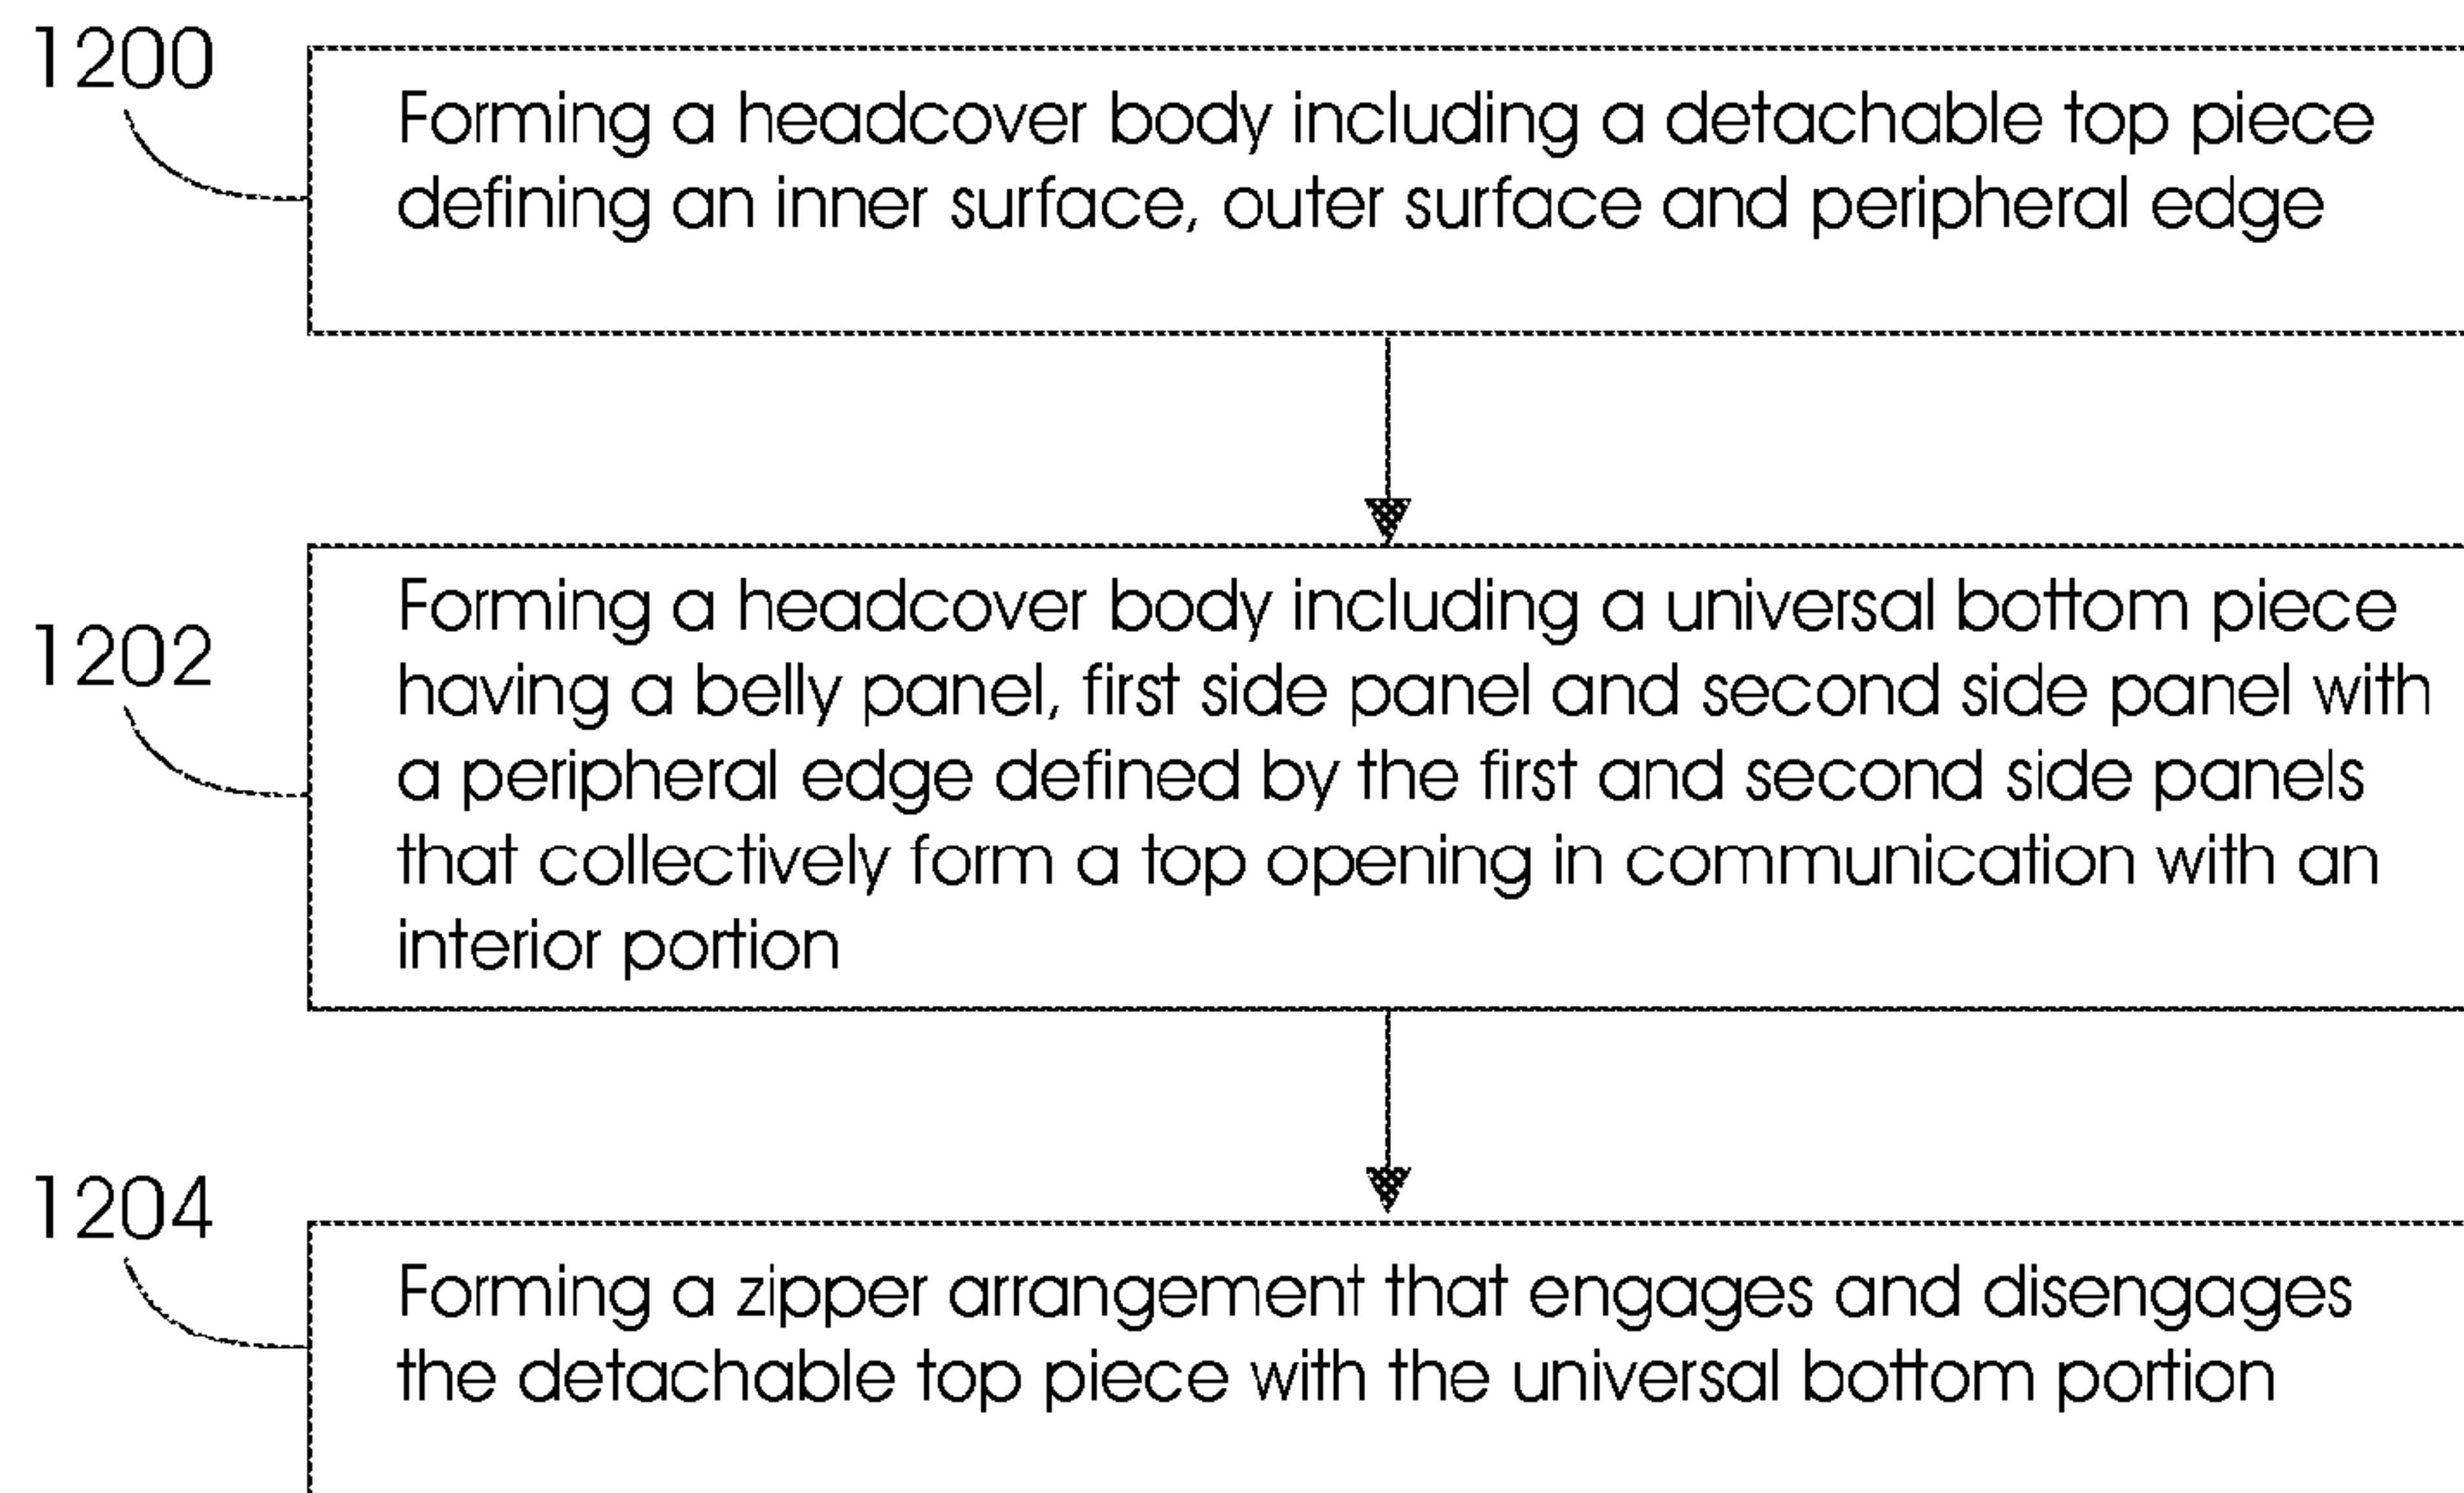 1200
Forming a headcover body including a detachable top piece
defining an inner surface, outer surface and peripheral edge
1202
Forming a headcover body including a universal bottom piece
having a belly panel, first side panel and second side panel with
a peripheral edge defined by the first and second side panels
that collectively form a top opening in communication with an
interior portion
1204
Forming a zipper arrangement that engages and disengages
the detachable top piece with the universal bottom portion